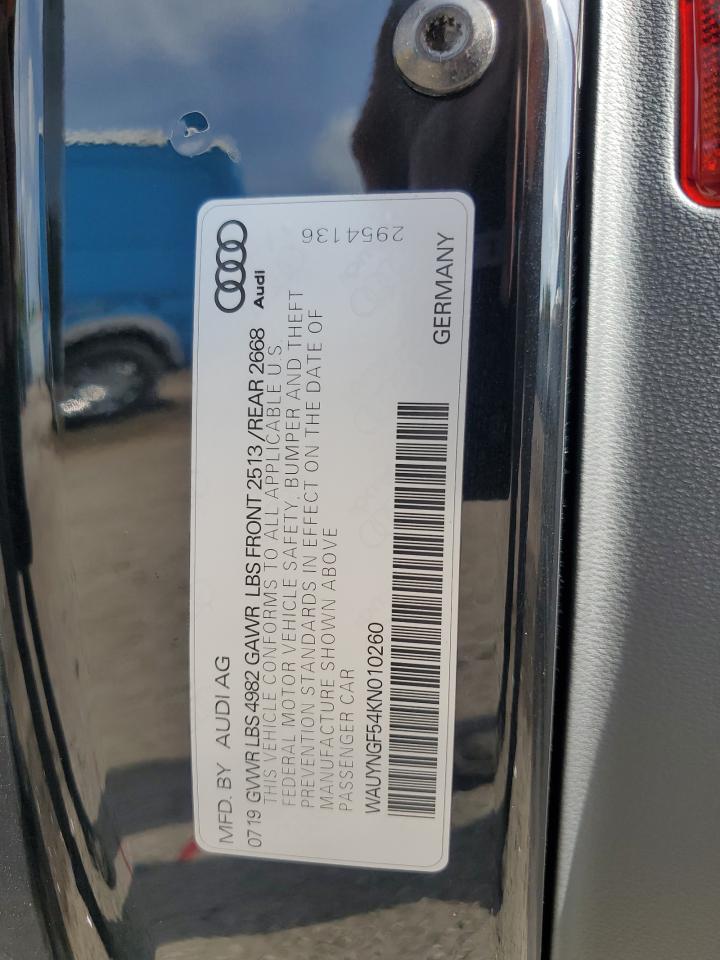 MFD. BY AUDI AG
0719 GVWR LBS 4982 GAWR LBS FRONT 2513 /REAR 2668
Audi
THIS VEHICLE CONFORMS TO ALL APPLICABLE U.S.
FEDERAL MOTOR VEHICLE SAFETY, BUMPER AND THEFT
PREVENTION STANDARDS IN EFFECT ON THE DATE OF
MANUFACTURE SHOWN ABOVE
PASSENGER CAR
2954136
WAUYNGF54KN010260
GERMANY